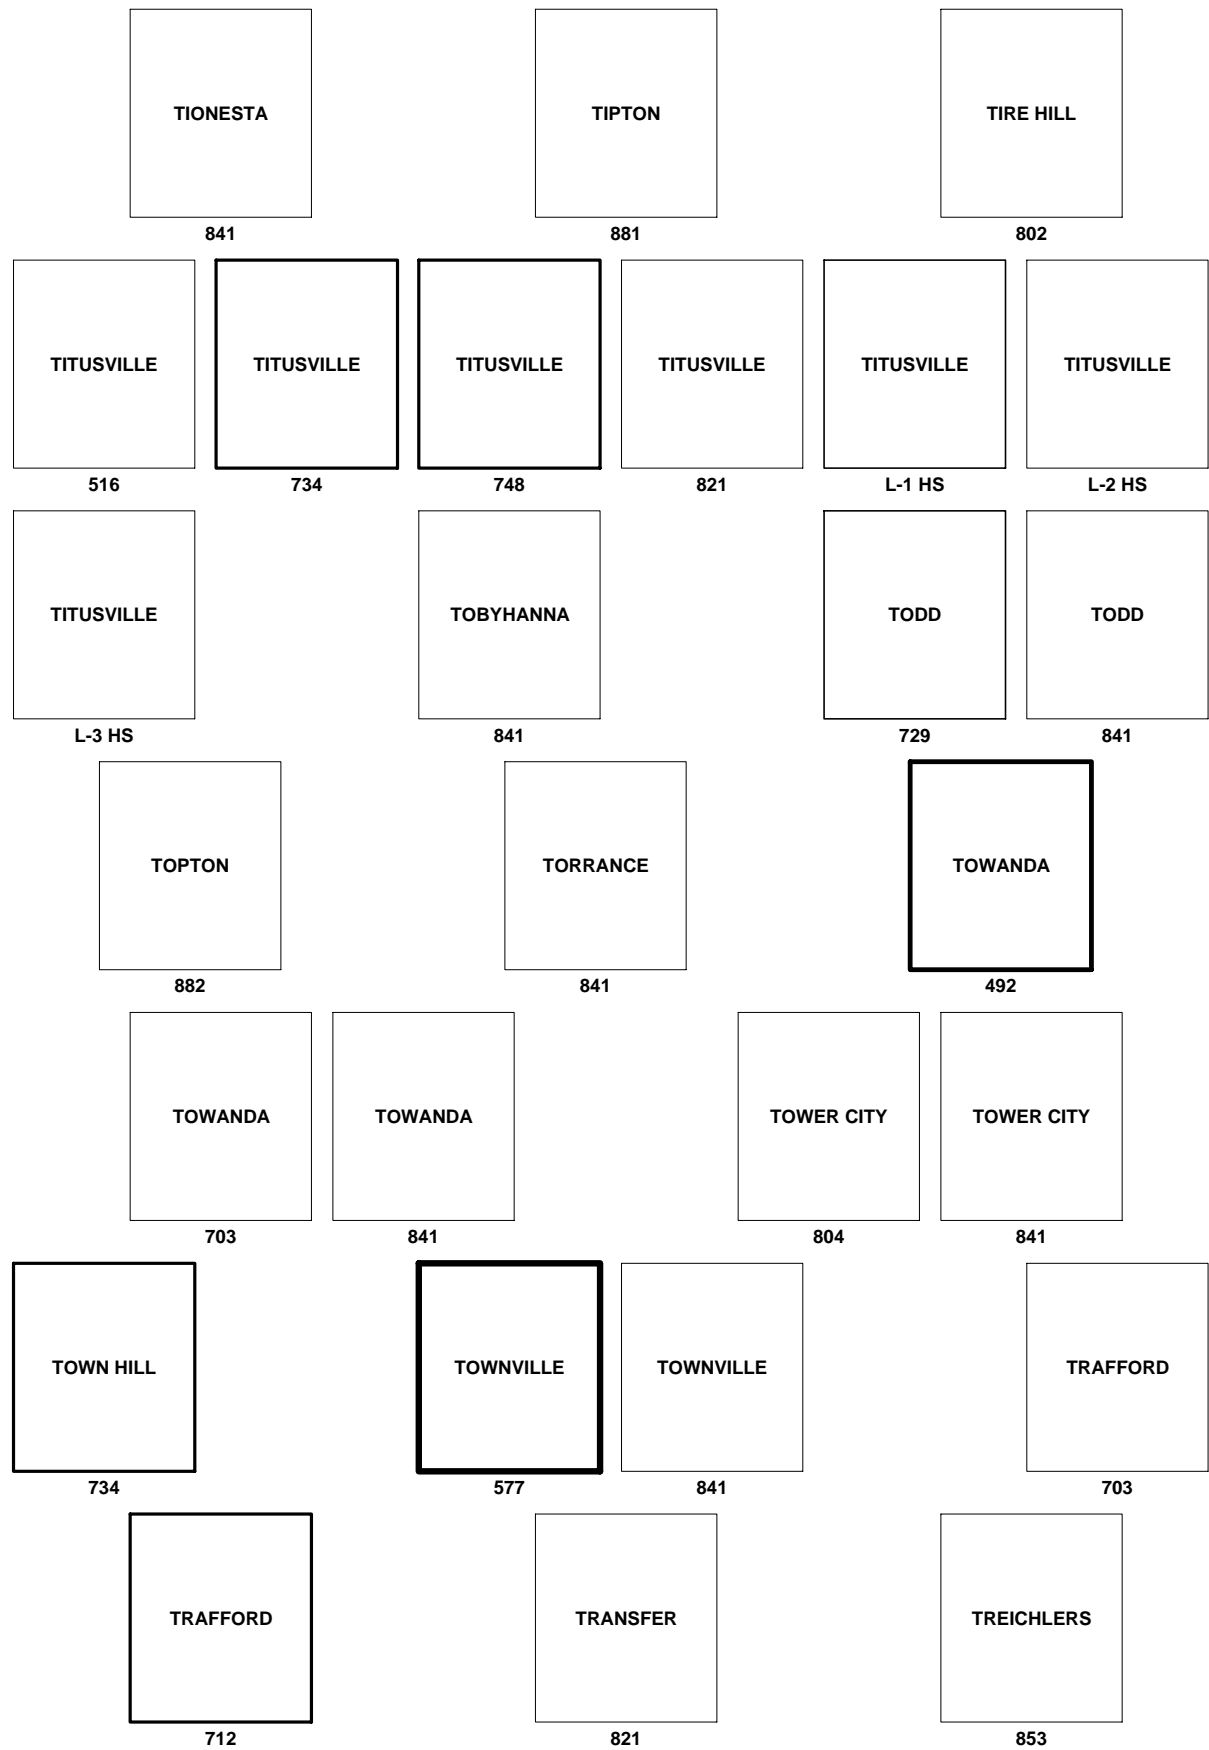 TIONESTA TIPTON TIRE HILL
841 881 802
TITUSVILLE TITUSVILLE TITUSVILLE TITUSVILLE TITUSVILLE TITUSVILLE
516 734 748 821 L-1 HS L-2 HS
TITUSVILLE TOBYHANNA TODD TODD
L-3 HS 841 729 841
TOPTON TORRANCE TOWANDA
882 841 492
TOWANDA TOWANDA TOWER CITY TOWER CITY
703 841 804 841
TOWN HILL TOWNVILLE TOWNVILLE TRAFFORD
734 577 841 703
TRAFFORD TRANSFER TREICHLERS
712 821 853